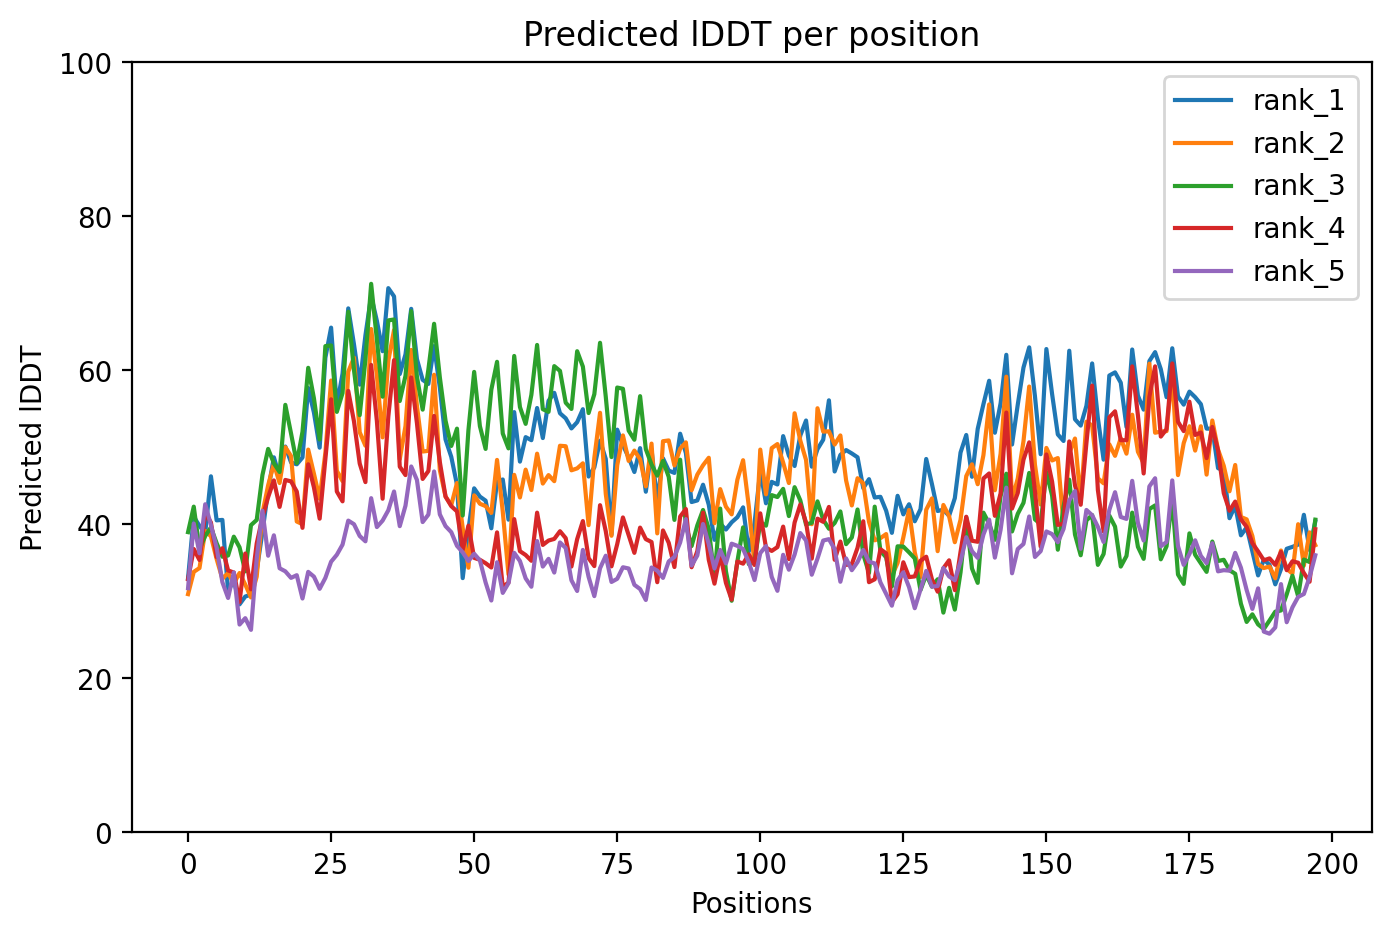 Predicted lDDT per position
Predicted lDDT
100
80
60
40
20
0
rank_1
rank_2
rank_3
rank_4
rank_5
0 25 50 75 100 125 150 175 200
Positions